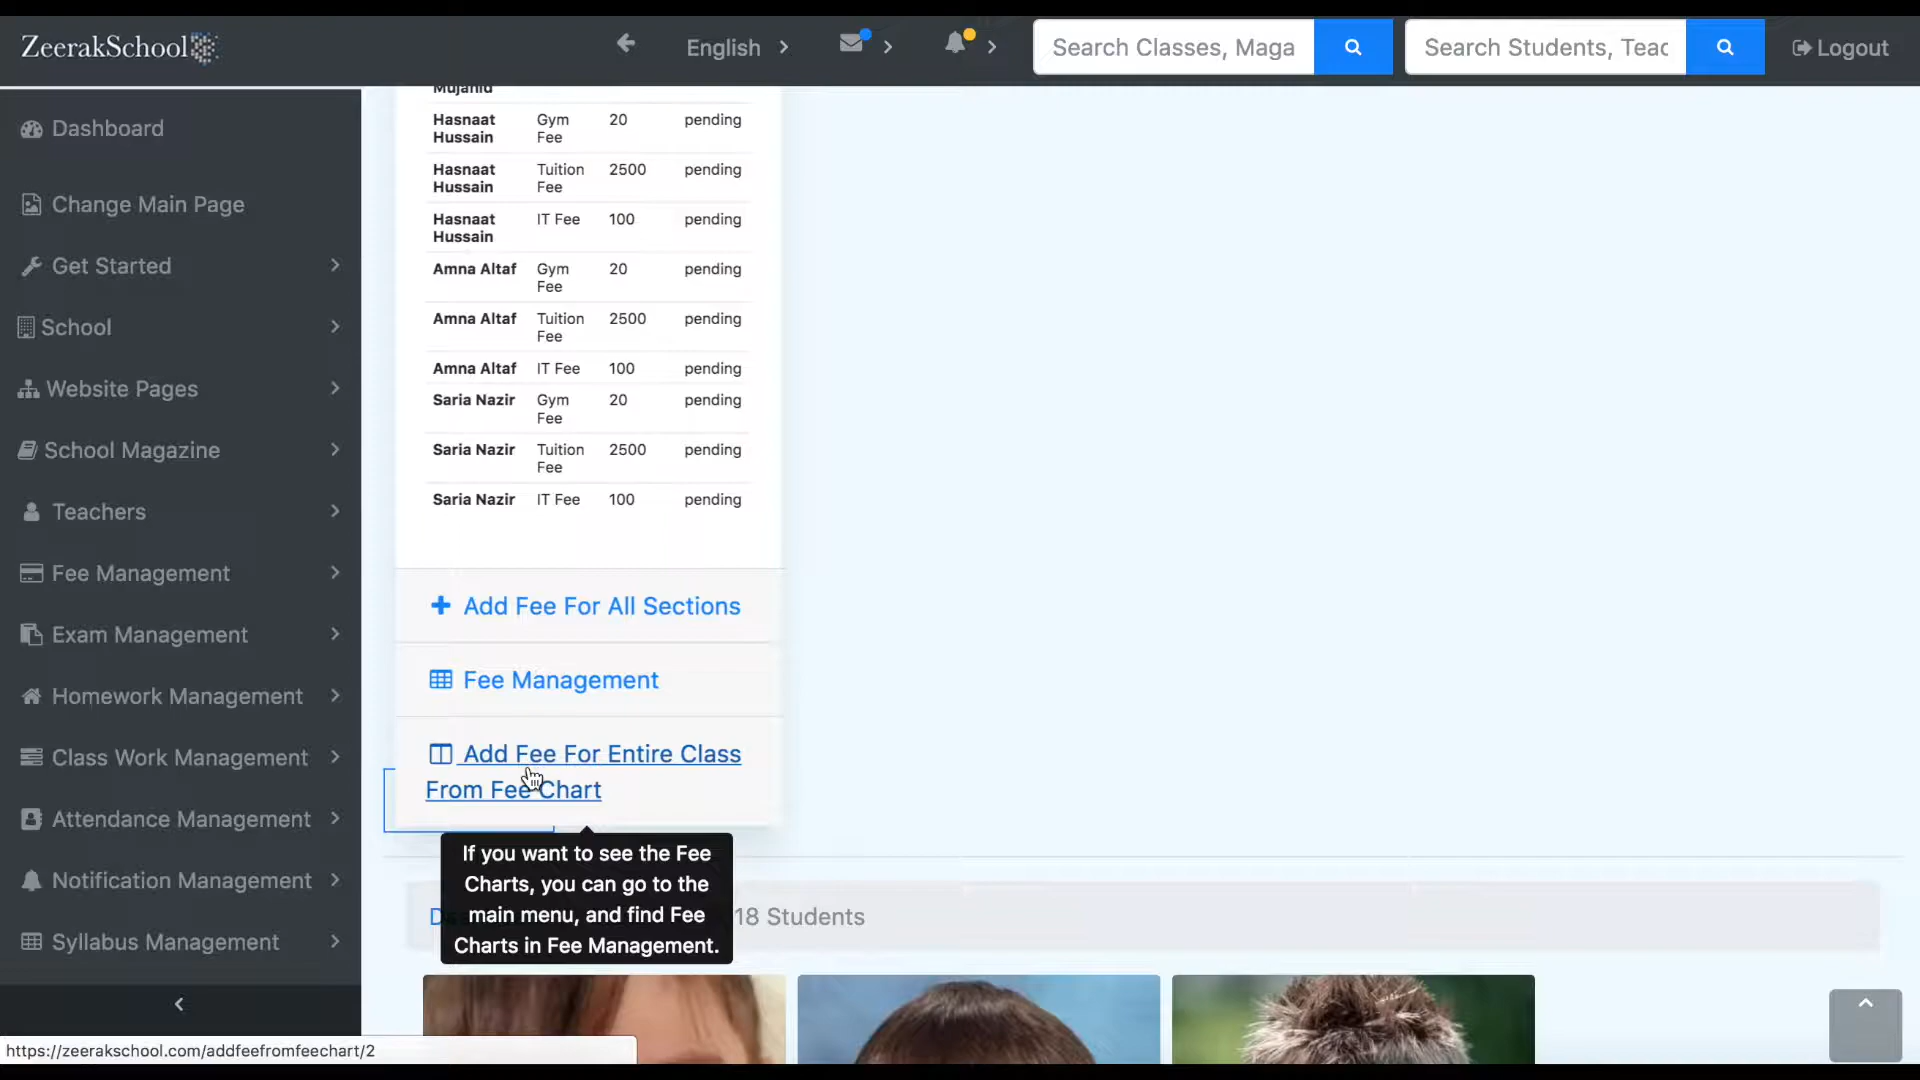 ZeerakSchool
English
Search Classes, Maga
Search Students, Teac
Logout
Dashboard
Change Main Page
Get Started
School
Website Pages
School Magazine
Teachers
Fee Management
Exam Management
Homework Management
Class Work Management
Attendance Management
Notification Management
Syllabus Management
Mujahid
Hasnaat Gym 20 pending
Hussain Fee
Hasnaat Tuition 2500 pending
Hussain Fee
Hasnaat IT Fee 100 pending
Hussain
Amna Altaf Gym 20 pending
Fee
Amna Altaf Tuition 2500 pending
Fee
Amna Altaf IT Fee 100 pending
Saria Nazir Gym 20 pending
Fee
Saria Nazir Tuition 2500 pending
Fee
Saria Nazir IT Fee 100 pending
Add Fee For All Sections
Fee Management
Add Fee For Entire Class
From Fee Chart
If you want to see the Fee
Charts, you can go to the
main menu, and find Fee
Charts in Fee Management.
18 Students
https://zeerakschool.com/addfeefromfeechart/2